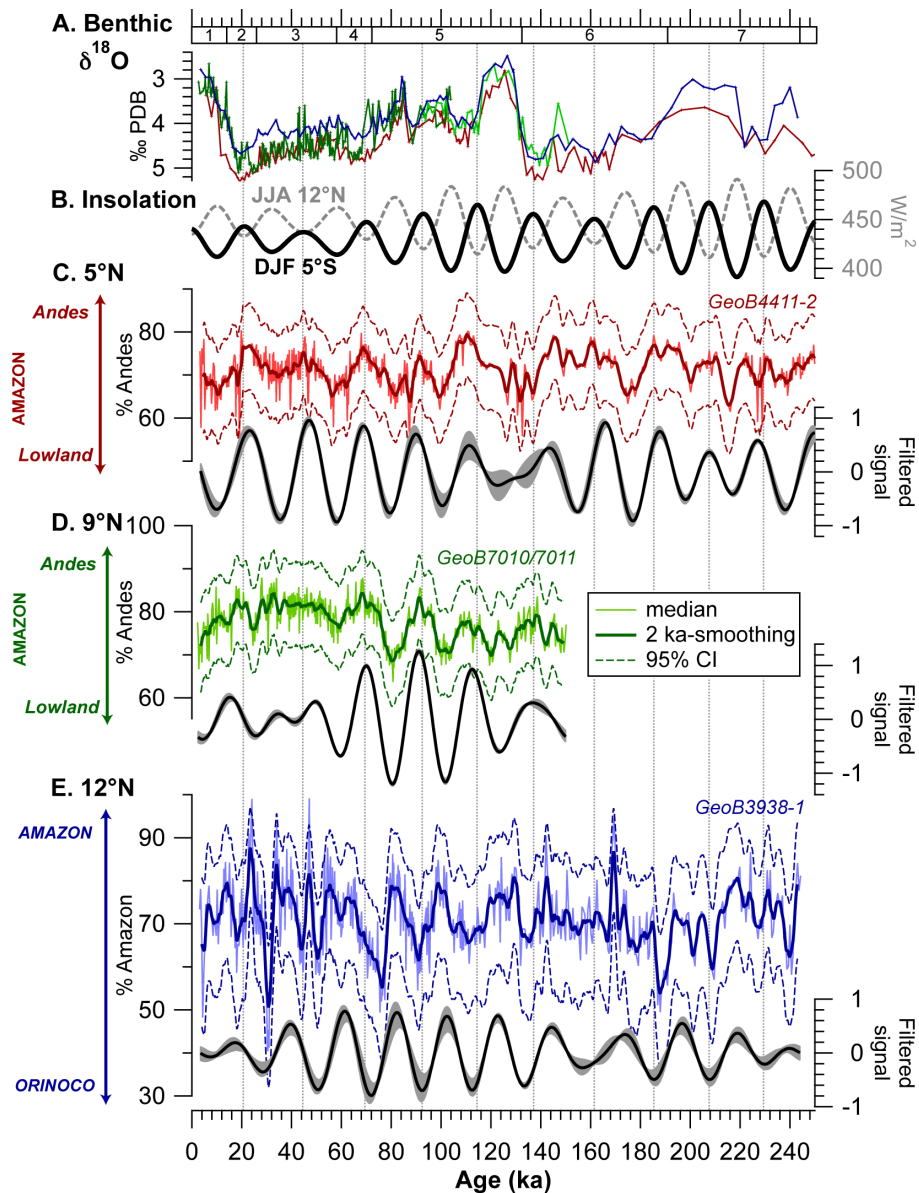 A. Benthic
δ18O
1 2 3 4 5 6 7
3
4
5
‰ PDB
B. Insolation
JJA 12°N
DJF 5°S
500
450
400
W/m2
C. 5°N
Andes
AMAZON
Lowland
% Andes
80
60
GeoB4411-2
1
0
-1
Filtered
signal
D. 9°N
Andes
AMAZON
Lowland
% Andes
100
80
60
GeoB7010/7011
median
2 ka-smoothing
95% CI
1
0
-1
Filtered
signal
E. 12°N
AMAZON
ORINOCO
% Amazon
90
70
50
30
GeoB3938-1
1
0
-1
Filtered
signal
0 20 40 60 80 100 120 140 160 180 200 220 240
Age (ka)